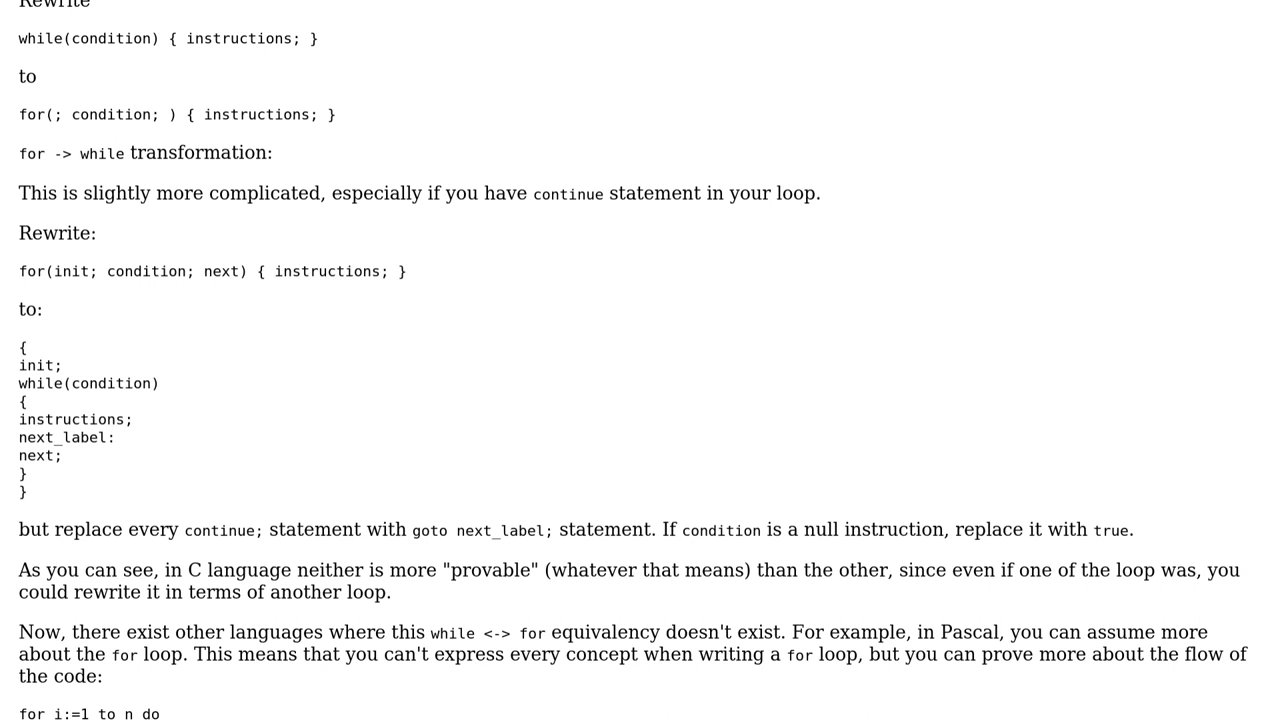 Rewrite
while(condition) { instructions; }
to
for(; condition; ) { instructions; }
for -> while transformation:
This is slightly more complicated, especially if you have continue statement in your loop.
Rewrite:
for(init; condition; next) { instructions; }
to:
{
init;
while(condition)
{
instructions;
next_label:
next;
}
}
but replace every continue; statement with goto next_label; statement. If condition is a null instruction, replace it with true.
As you can see, in C language neither is more "provable" (whatever that means) than the other, since even if one of the loop was, you
could rewrite it in terms of another loop.
Now, there exist other languages where this while <-> for equivalency doesn't exist. For example, in Pascal, you can assume more
about the for loop. This means that you can't express every concept when writing a for loop, but you can prove more about the flow of
the code:
for i:=1 to n do